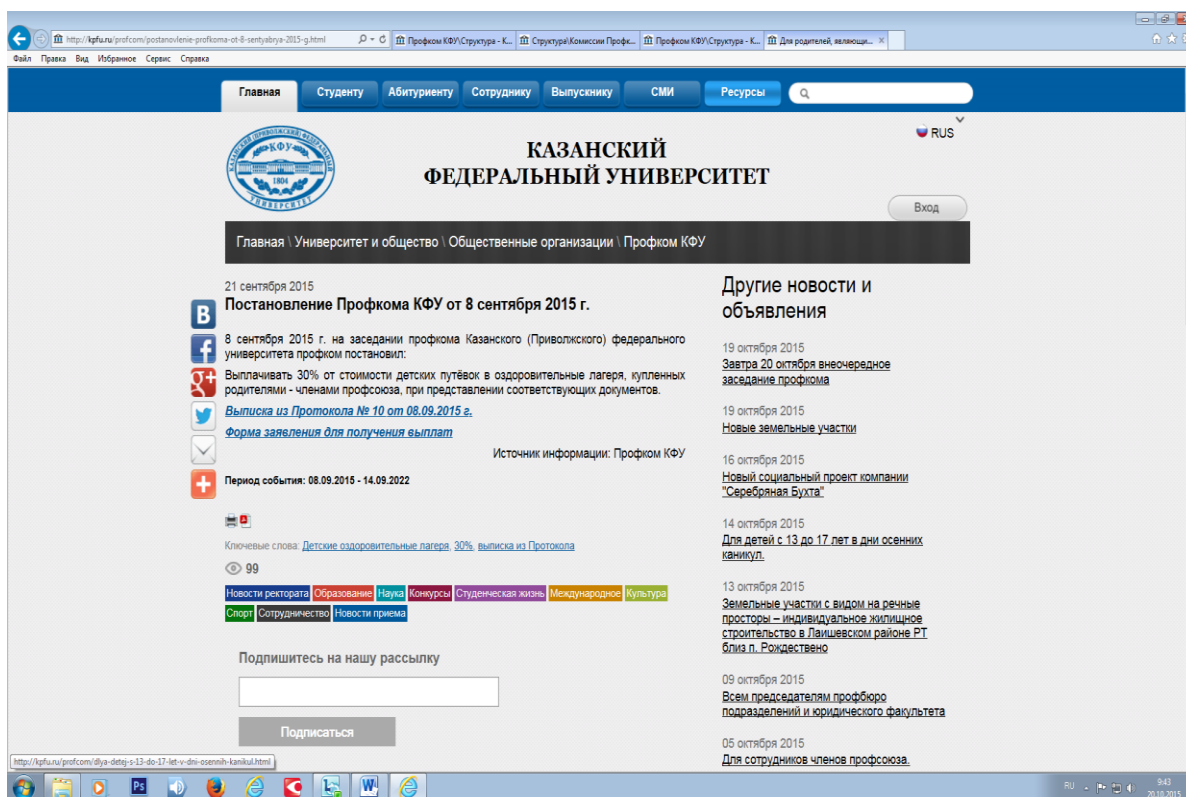 http://kpfu.ru/profcom/postanovlenie-profkoma-ot-8-sentyabrya-2015-g.html
Профком КФУ\Структура - К...
Структура\Комиссии Профк...
Профком КФУ\Структура - К...
Для родителей, являющи...
Файл Правка Вид Избранное Сервис Справка
Главная Студенту Абитуриенту Сотруднику Выпускнику СМИ Ресурсы
RUS
КАЗАНСКИЙ
ФЕДЕРАЛЬНЫЙ УНИВЕРСИТЕТ
КФУ
1804
Вход
Главная \ Университет и общество \ Общественные организации \ Профком КФУ
21 сентября 2015
Постановление Профкома КФУ от 8 сентября 2015 г.
8 сентября 2015 г. на заседании профкома Казанского (Приволжского) федерального
университета профком постановил:
Выплачивать 30% от стоимости детских путёвок в оздоровительные лагеря, купленных
родителями - членами профсоюза, при представлении соответствующих документов.
Выписка из Протокола № 10 от 08.09.2015 г.
Форма заявления для получения выплат
Источник информации: Профком КФУ
Период события: 08.09.2015 - 14.09.2022
Ключевые слова: Детские оздоровительные лагеря, 30%, выписка из Протокола
99
Новости ректората Образование Наука Конкурсы Студенческая жизнь Международное Культура
Спорт Сотрудничество Новости приема
Подпишитесь на нашу рассылку
Подписаться
Другие новости и
объявления
19 октября 2015
Завтра 20 октября внеочередное
заседание профкома
19 октября 2015
Новые земельные участки
16 октября 2015
Новый социальный проект компании
"Серебряная Бухта"
14 октября 2015
Для детей с 13 до 17 лет в дни осенних
каникул.
13 октября 2015
Земельные участки с видом на речные
просторы – индивидуальное жилищное
строительство в Лаишевском районе РТ
близ п. Рождествено
09 октября 2015
Всем председателям профбюро
подразделений и юридического факультета
05 октября 2015
Для сотрудников членов профсоюза.
http://kpfu.ru/profcom/dlya-detej-s-13-do-17-let-v-dni-osennih-kanikul.html
RU
9:43
20.10.2015